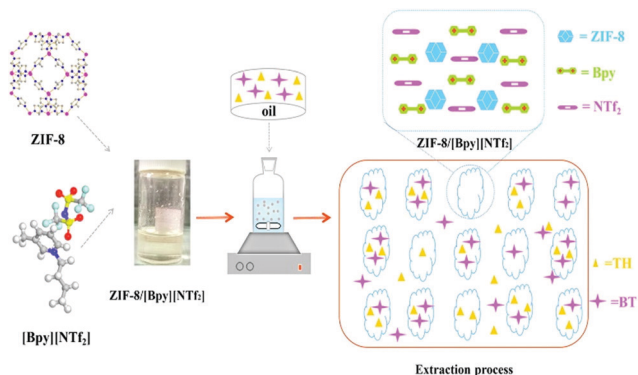 ZIF-8
[Bpy][NTf₂]
ZIF-8/[Bpy][NTf₂]
oil
ZIF-8/[Bpy][NTf₂]
= ZIF-8
= Bpy
= NTf₂
=TH
=BT
Extraction process